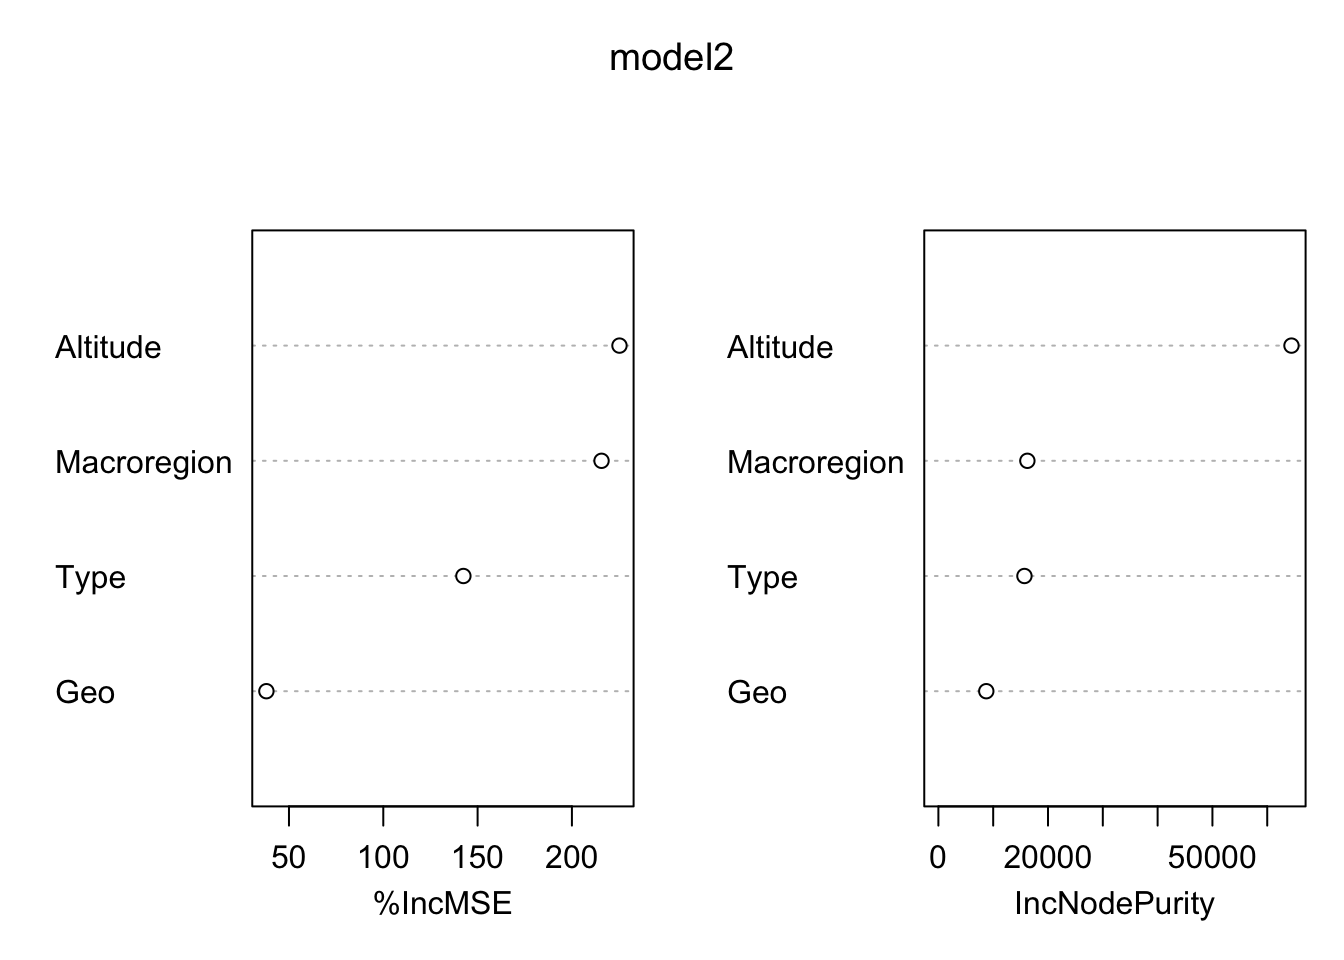 model2
Altitude
Macroregion
Type
Geo
50 100 150 200
%IncMSE
Altitude
Macroregion
Type
Geo
0 20000 50000
IncNodePurity